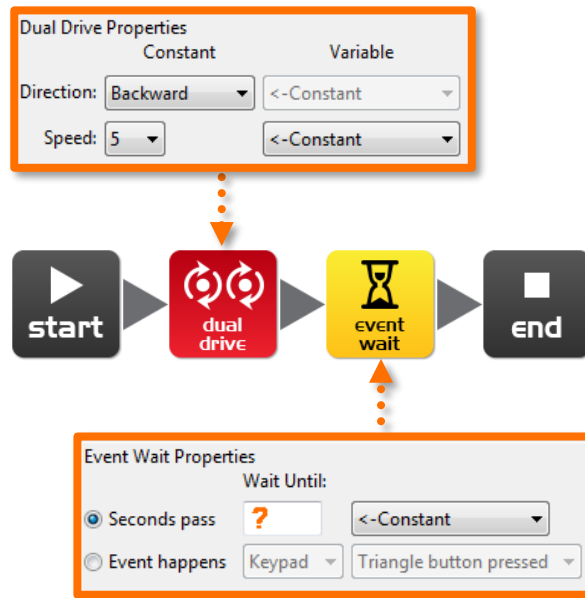 Dual Drive Properties
Constant Variable
Direction: Backward <-Constant
Speed: 5 <-Constant
start
dual
drive
event
wait
end
Event Wait Properties
Wait Until:
Seconds pass ? <-Constant
Event happens Keypad Triangle button pressed